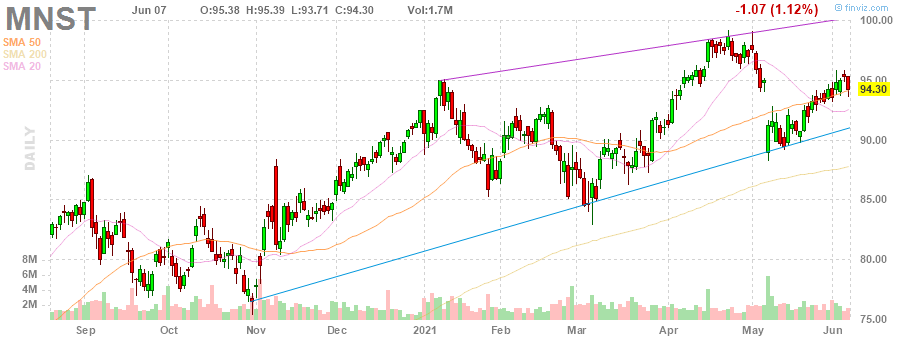 MNST Jun 07 O:95.38 H:95.39 L:93.71 C:94.30 Vol:1.7M -1.07 (1.12%) © finviz.com
SMA 50
SMA 200
SMA 20
DAILY
100.00
95.00
94.30
90.00
85.00
80.00
75.00
8M
6M
4M
2M
Sep Oct Nov Dec 2021 Feb Mar Apr May Jun